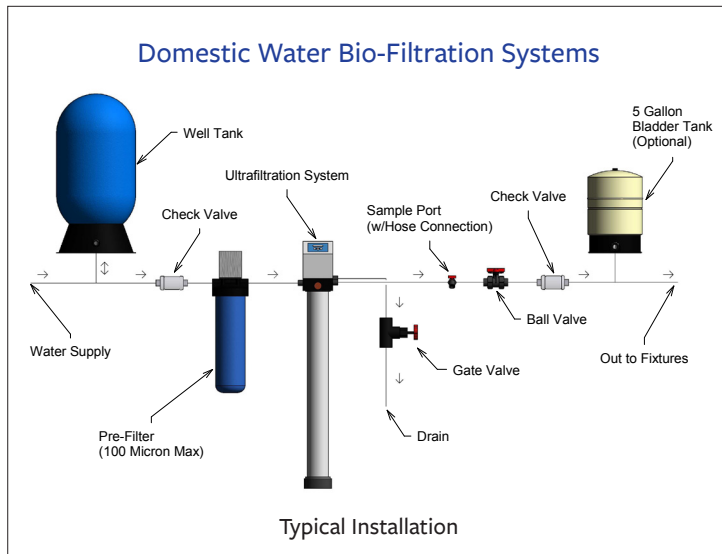 Domestic Water Bio-Filtration Systems
Well Tank
5 Gallon
Bladder Tank
(Optional)
Ultrafiltration System
Check Valve
Sample Port
(w/Hose Connection)
Check Valve
Water Supply
Ball Valve
Out to Fixtures
Gate Valve
Pre-Filter
(100 Micron Max)
Drain
Typical Installation